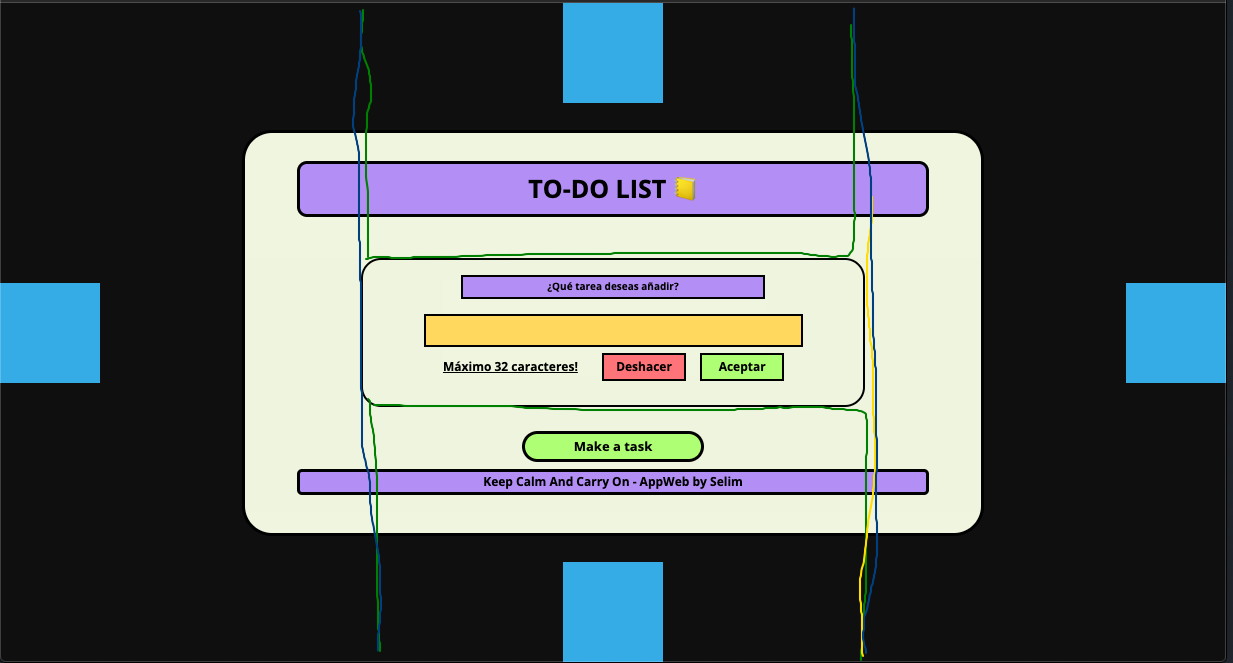 TO-DO LIST 📒
¿Qué tarea deseas añadir?
Máximo 32 caracteres! Deshacer Aceptar
Make a task
Keep Calm And Carry On - AppWeb by Selim